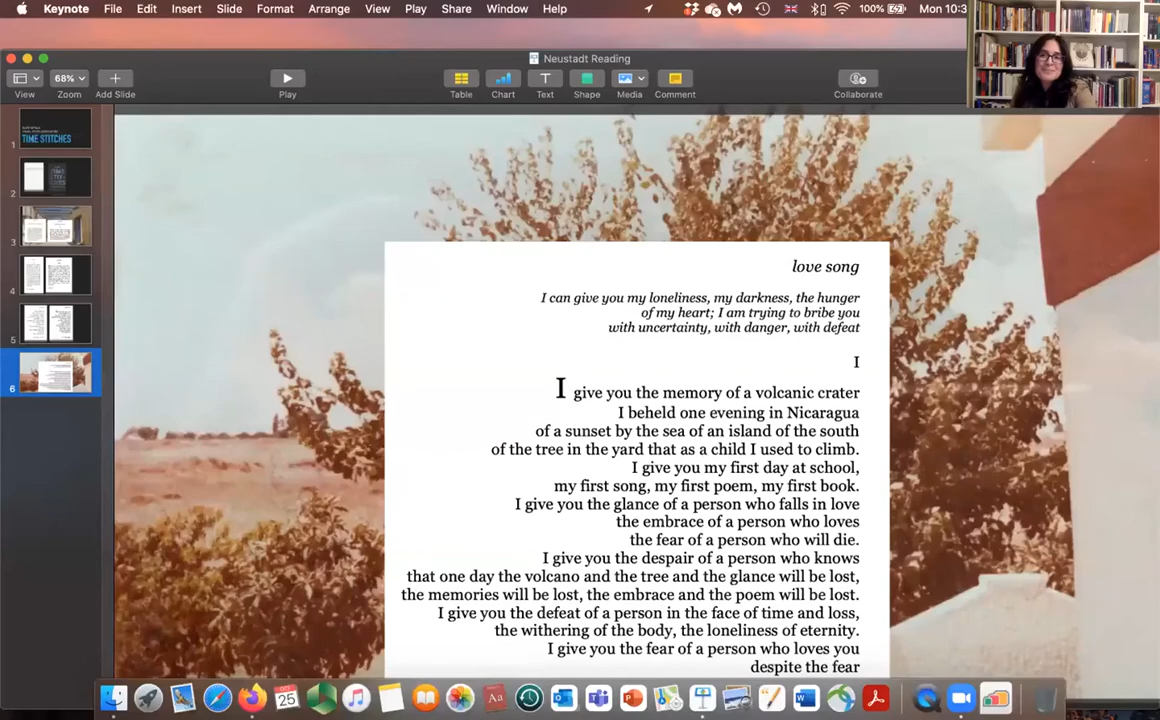 Keynote File Edit Insert Slide Format Arrange View Play Share Window Help 100% Mon 10:3
Neustadt Reading
68%
View Zoom Add Slide Play Table Chart Text Shape Media Comment Collaborate
TIME STITCHES
1
2
3
4
5
6
love song
I can give you my loneliness, my darkness, the hunger
of my heart; I am trying to bribe you
with uncertainty, with danger, with defeat
I
I give you the memory of a volcanic crater
I beheld one evening in Nicaragua
of a sunset by the sea of an island of the south
of the tree in the yard that as a child I used to climb.
I give you my first day at school,
my first song, my first poem, my first book.
I give you the glance of a person who falls in love
the embrace of a person who loves
the fear of a person who will die.
I give you the despair of a person who knows
that one day the volcano and the tree and the glance will be lost,
the memories will be lost, the embrace and the poem will be lost.
I give you the defeat of a person in the face of time and loss,
the withering of the body, the loneliness of eternity.
I give you the fear of a person who loves you
despite the fear
OCT
25
Aa